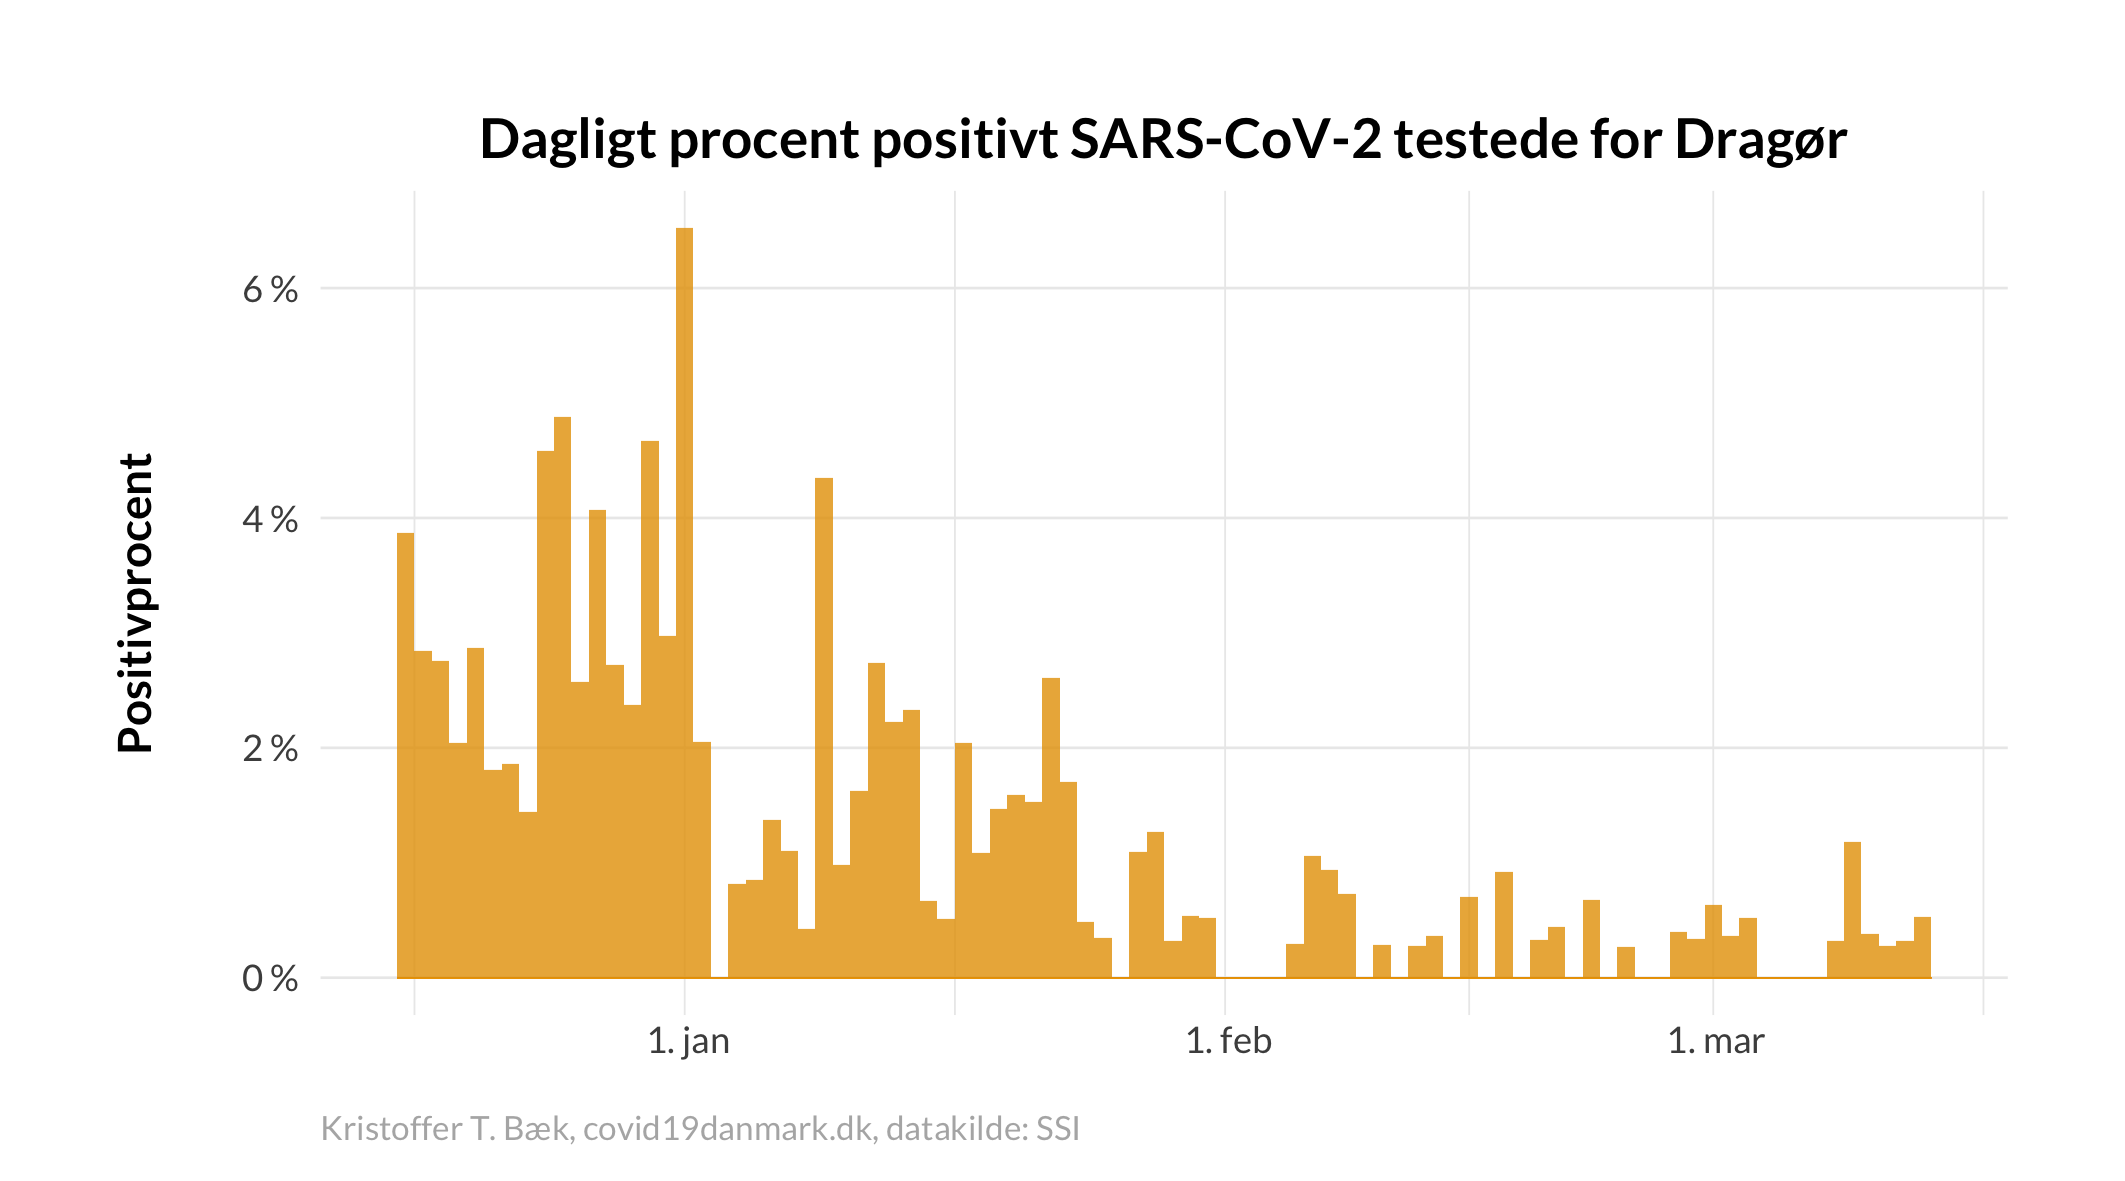 Dagligt procent positivt SARS-CoV-2 testede for Dragør
Positivprocent
6 %
4 %
2 %
0 %
1. jan
1. feb
1. mar
Kristoffer T. Bæk, covid19danmark.dk, datakilde: SSI